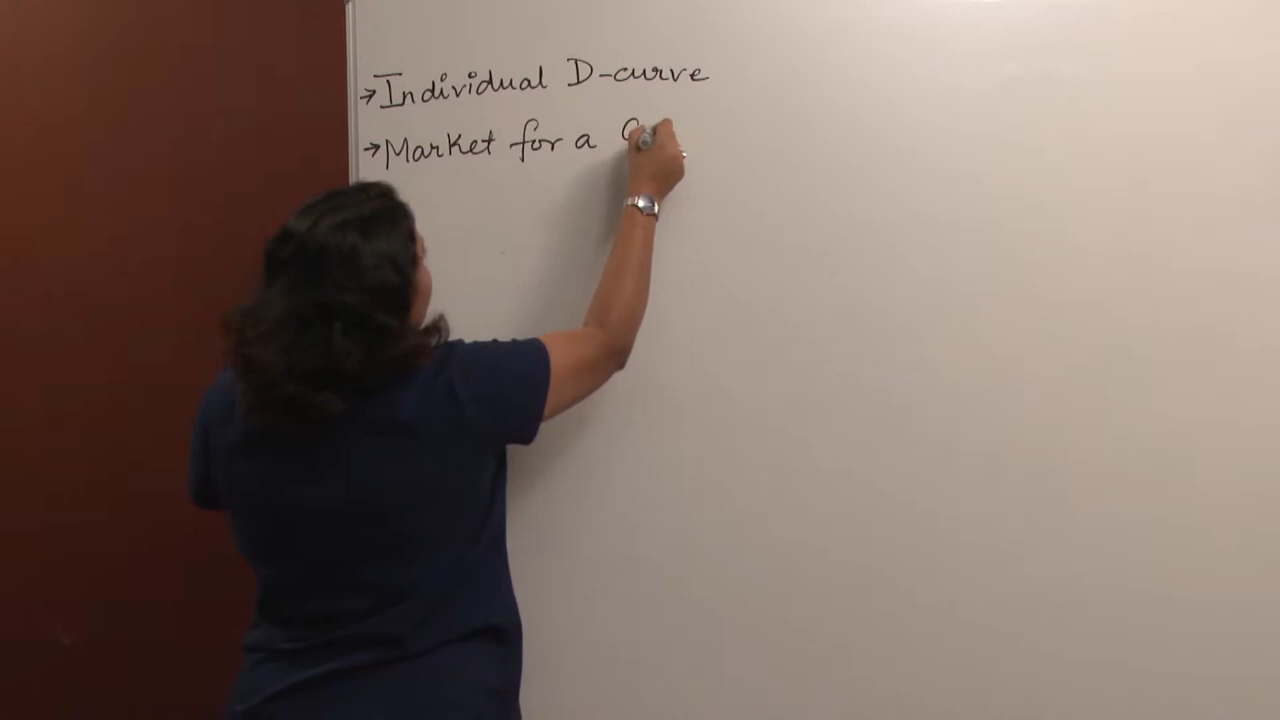 →Individual D-curve
→Market for a